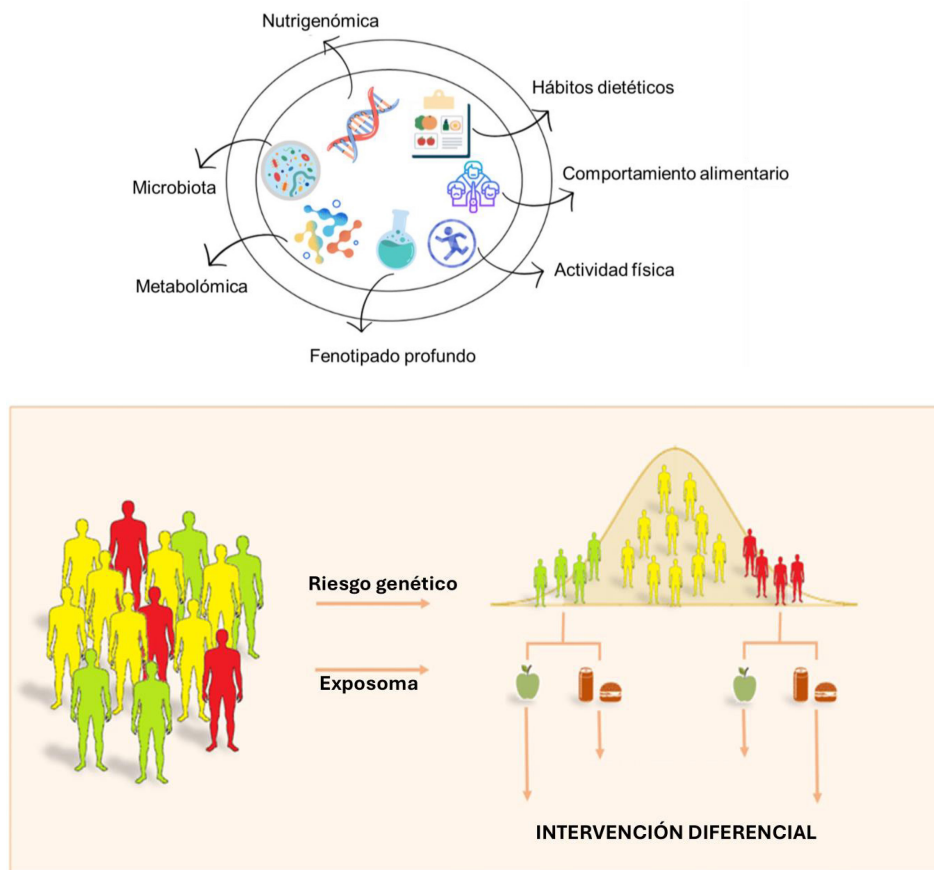 Nutrigenómica
Hábitos dietéticos
Comportamiento alimentario
Microbiota
Actividad física
Metabolómica
Fenotipado profundo
Riesgo genético
Exposoma
INTERVENCIÓN DIFERENCIAL